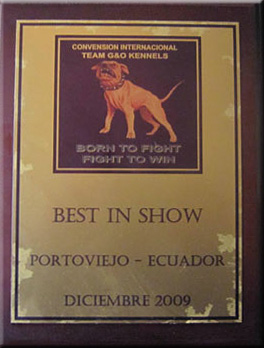 CONVENSION INTERNACIONAL
TEAM G&O KENNELS
BORN TO FIGHT
FIGHT TO WIN
BEST IN SHOW
PORTOVIEJO - ECUADOR
DICIEMBRE 2009